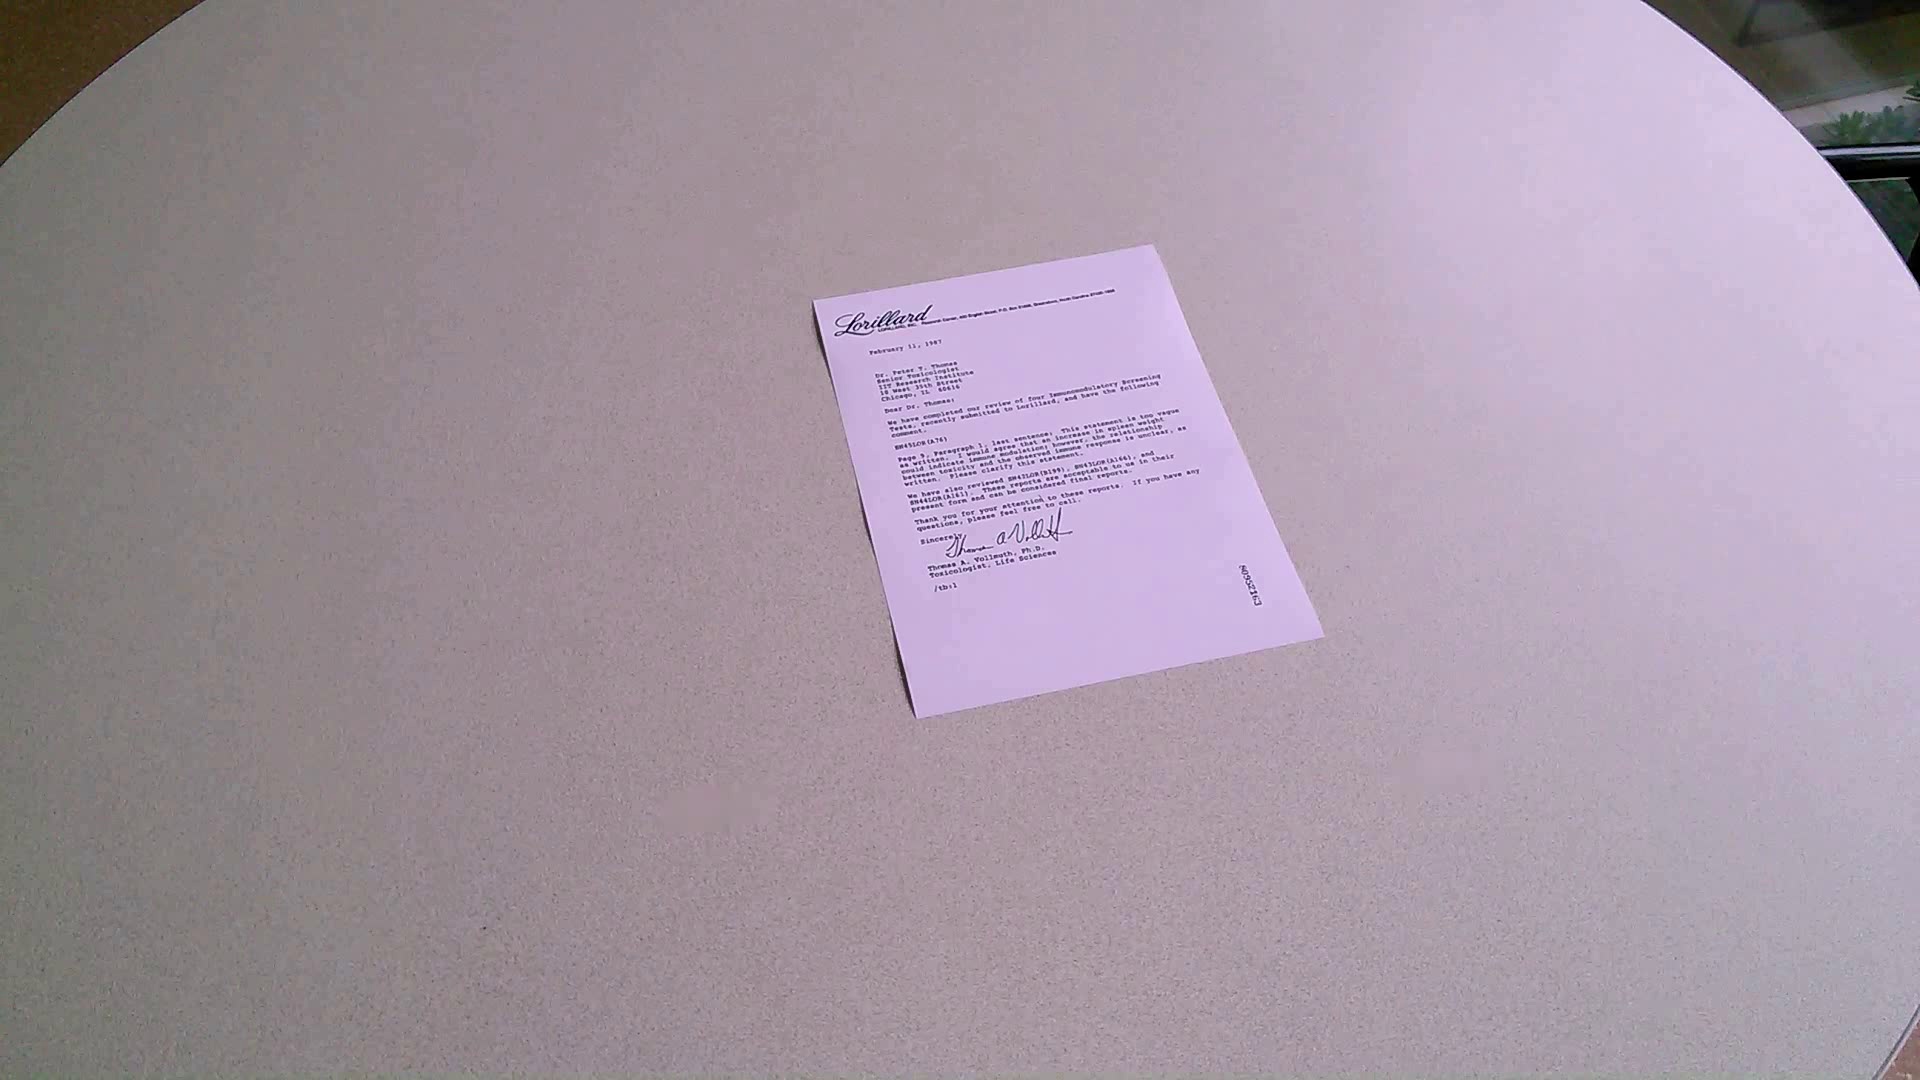 Lorillard
LORILLARD, INC. Research Center, 420 English Street, P.O. Box 21688, Greensboro, North Carolina 27420-1688
February 11, 1987
Dr. Peter T. Thomas
Senior Toxicologist
IIT Research Institute
10 West 35th Street
Chicago, IL 60616
Dear Dr. Thomas:
We have completed our review of four Immunomodulatory Screening
Tests, recently submitted to Lorillard, and have the following
comment.
SN45LOR(A76)
Page 9, Paragraph 1, last sentence: This statement is too vague
as written. I would agree that an increase in spleen weight
could indicate immune modulation; however, the relationship
between toxicity and the observed immune response is unclear, as
written. Please clarify this statement.
We have also reviewed SN42LOR(B199), SN43LOR(A166), and
SN44LOR(A161). These reports are acceptable to us in their
present form and can be considered final reports.
Thank you for your attention to these reports. If you have any
questions, please feel free to call.
Sincerely,
Thomas A Vollmuth
Thomas A. Vollmuth, Ph.D.
Toxicologist, Life Sciences
/tb:1
80952163